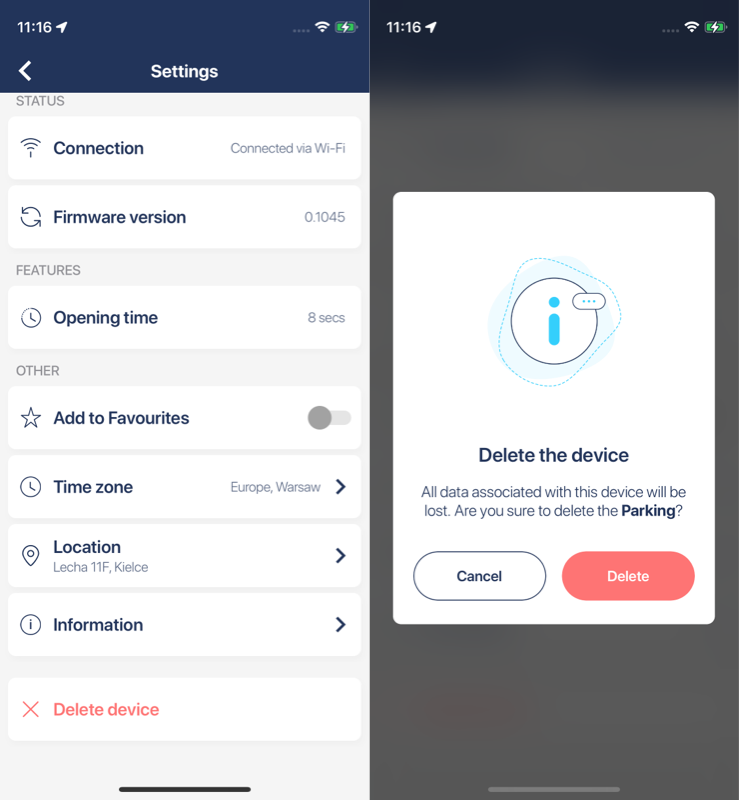 11:16
Settings
STATUS
Connection
Connected via Wi-Fi
Firmware version
0.1045
FEATURES
Opening time
8 secs
OTHER
Add to Favourites
Time zone
Europe, Warsaw
Location
Lecha 11F, Kielce
Information
Delete device
11:16
Delete the device
All data associated with this device will be
lost. Are you sure to delete the Parking?
Cancel
Delete